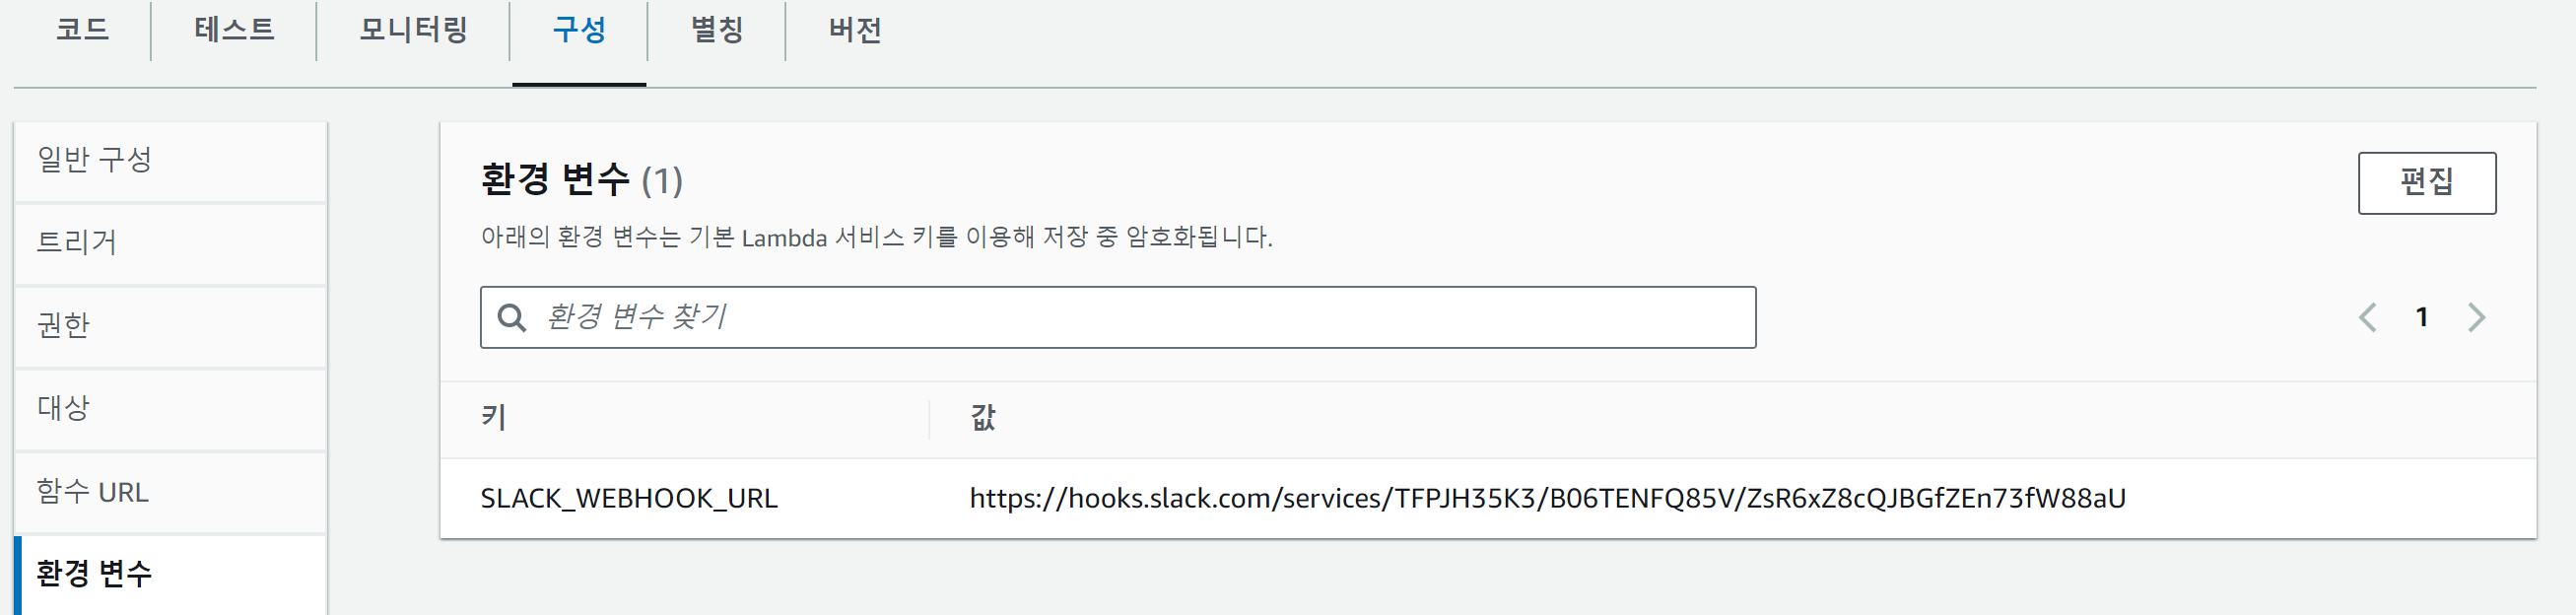 코드 테스트 모니터링 구성 별칭 버전
일반 구성
트리거
권한
대상
함수 URL
환경 변수
환경 변수 (1)
편집
아래의 환경 변수는 기본 Lambda 서비스 키를 이용해 저장 중 암호화됩니다.
환경 변수 찾기
1
키 값
SLACK_WEBHOOK_URL https://hooks.slack.com/services/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